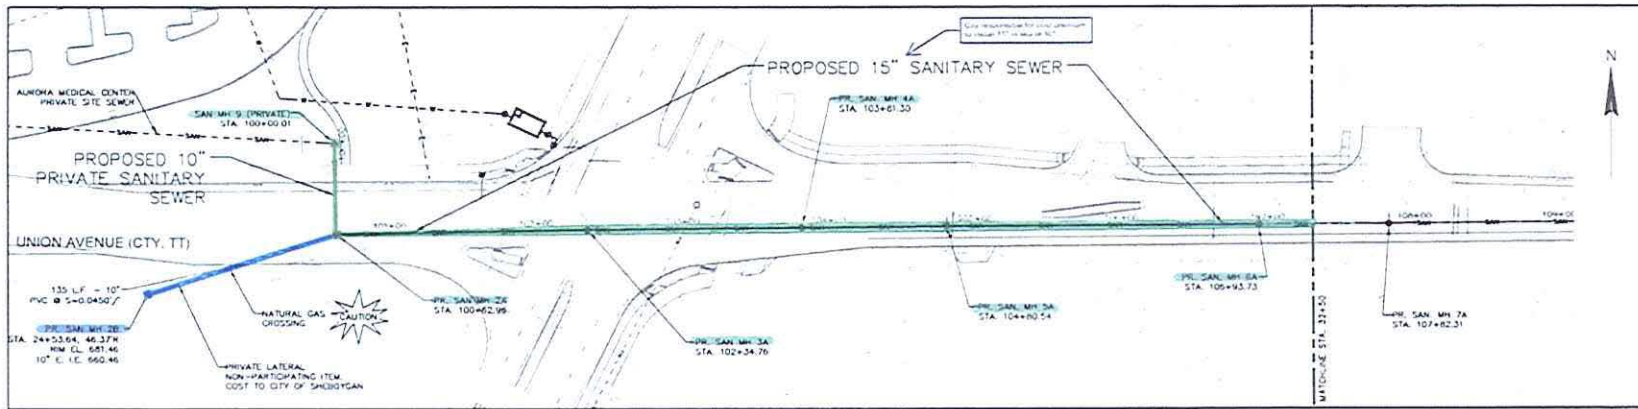 PROPOSED 15" SANITARY SEWER
N
AURORA MEDICAL CENTER
PRIVATE SITE SEWER
SAN MH 9 (PRIVATE)
STA. 100+00.01
PR. SAN. MH 4A
STA. 103+81.30
PROPOSED 10"
PRIVATE SANITARY
SEWER
UNION AVENUE (CTY. TT)
135 L.F. - 10"
PVC @ S=0.0450'/'
NATURAL GAS
CROSSING
CAUTION
PR. SAN MH 2A
STA. 100+62.96
PR. SAN MH 2B
STA. 24+53.64, 46.37'R
RIM EL. 681.46
10" E. I.E. 660.46
PRIVATE LATERAL
NON-PARTICIPATING ITEM.
COST TO CITY OF SHEBOYGAN
PR. SAN. MH 3A
STA. 102+34.76
PR. SAN. MH 5A
STA. 104+80.54
PR. SAN. MH 6A
STA. 106+93.73
MATCHLINE STA. 32+50
108+00
109+00
PR. SAN. MH 7A
STA. 107+82.31